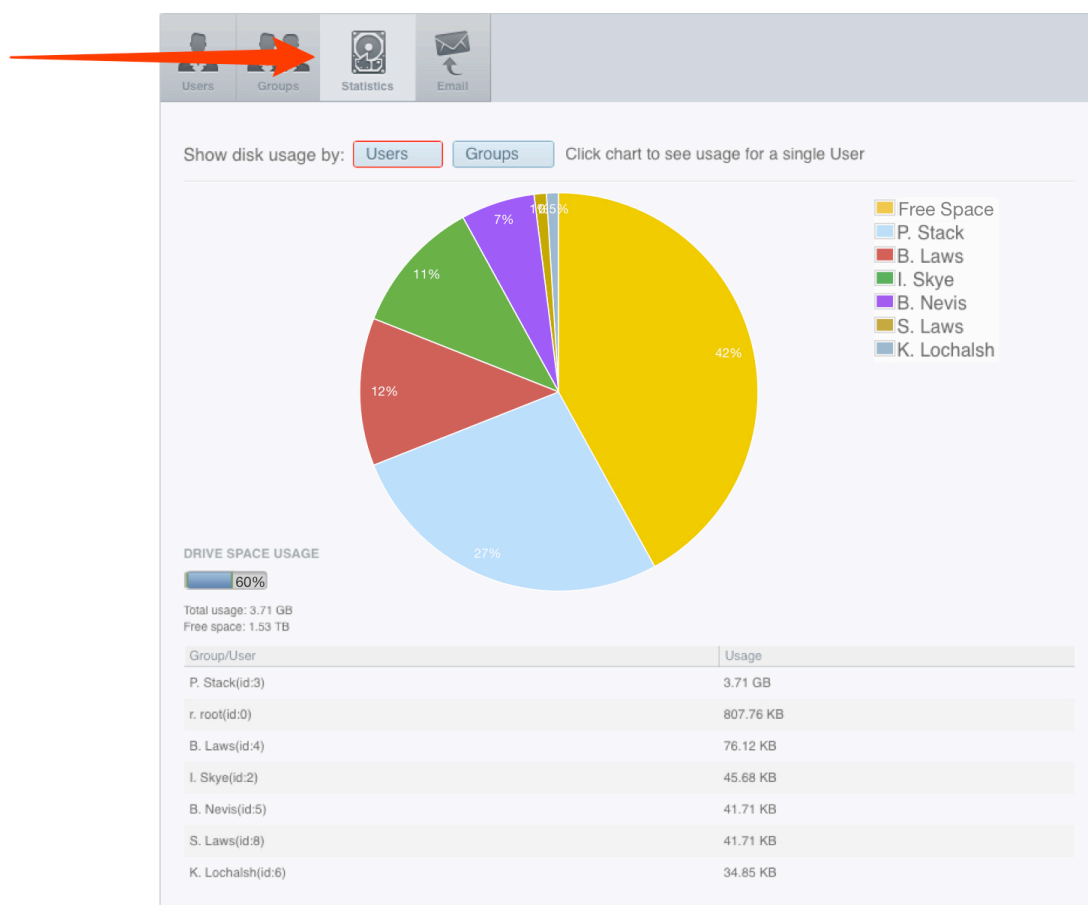 Users Groups Statistics Email
Show disk usage by: Users Groups Click chart to see usage for a single User
7%
11%
12%
27%
42%
Free Space
P. Stack
B. Laws
I. Skye
B. Nevis
S. Laws
K. Lochalsh
DRIVE SPACE USAGE
60%
Total usage: 3.71 GB
Free space: 1.53 TB
Group/User Usage
P. Stack(id:3) 3.71 GB
r. root(id:0) 807.76 KB
B. Laws(id:4) 76.12 KB
I. Skye(id:2) 45.68 KB
B. Nevis(id:5) 41.71 KB
S. Laws(id:8) 41.71 KB
K. Lochalsh(id:6) 34.85 KB